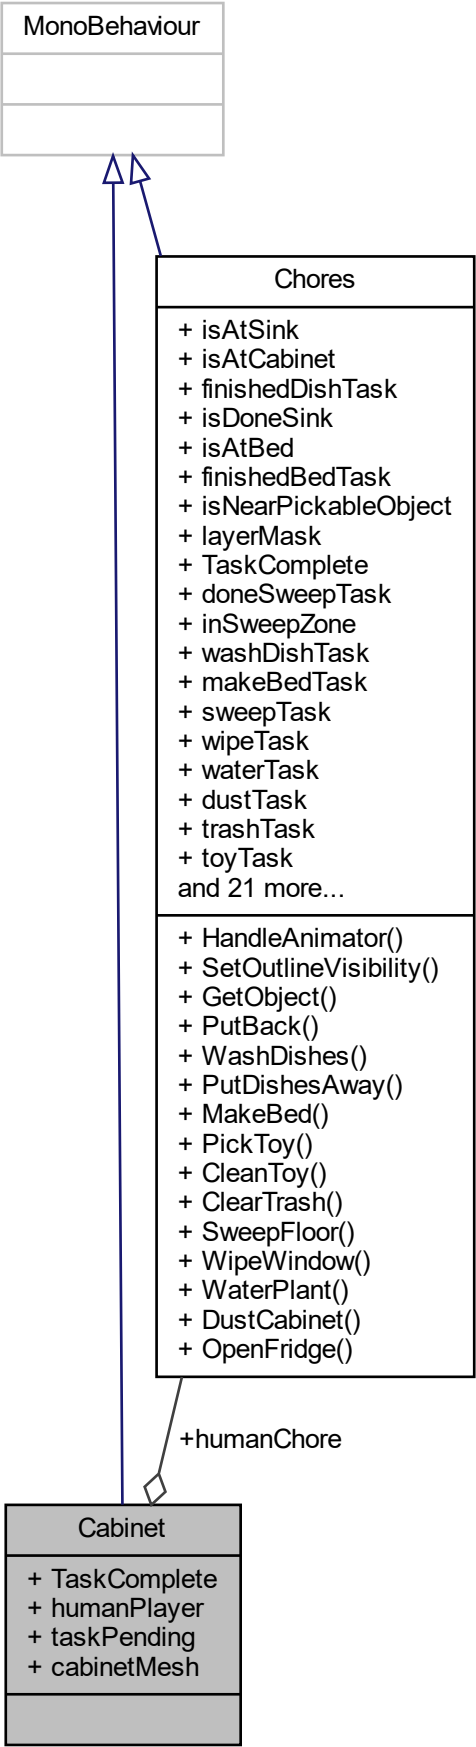 MonoBehaviour
Chores
+ isAtSink
+ isAtCabinet
+ finishedDishTask
+ isDoneSink
+ isAtBed
+ finishedBedTask
+ isNearPickableObject
+ layerMask
+ TaskComplete
+ doneSweepTask
+ inSweepZone
+ washDishTask
+ makeBedTask
+ sweepTask
+ wipeTask
+ waterTask
+ dustTask
+ trashTask
+ toyTask
and 21 more...
+ HandleAnimator()
+ SetOutlineVisibility()
+ GetObject()
+ PutBack()
+ WashDishes()
+ PutDishesAway()
+ MakeBed()
+ PickToy()
+ CleanToy()
+ ClearTrash()
+ SweepFloor()
+ WipeWindow()
+ WaterPlant()
+ DustCabinet()
+ OpenFridge()
+humanChore
Cabinet
+ TaskComplete
+ humanPlayer
+ taskPending
+ cabinetMesh